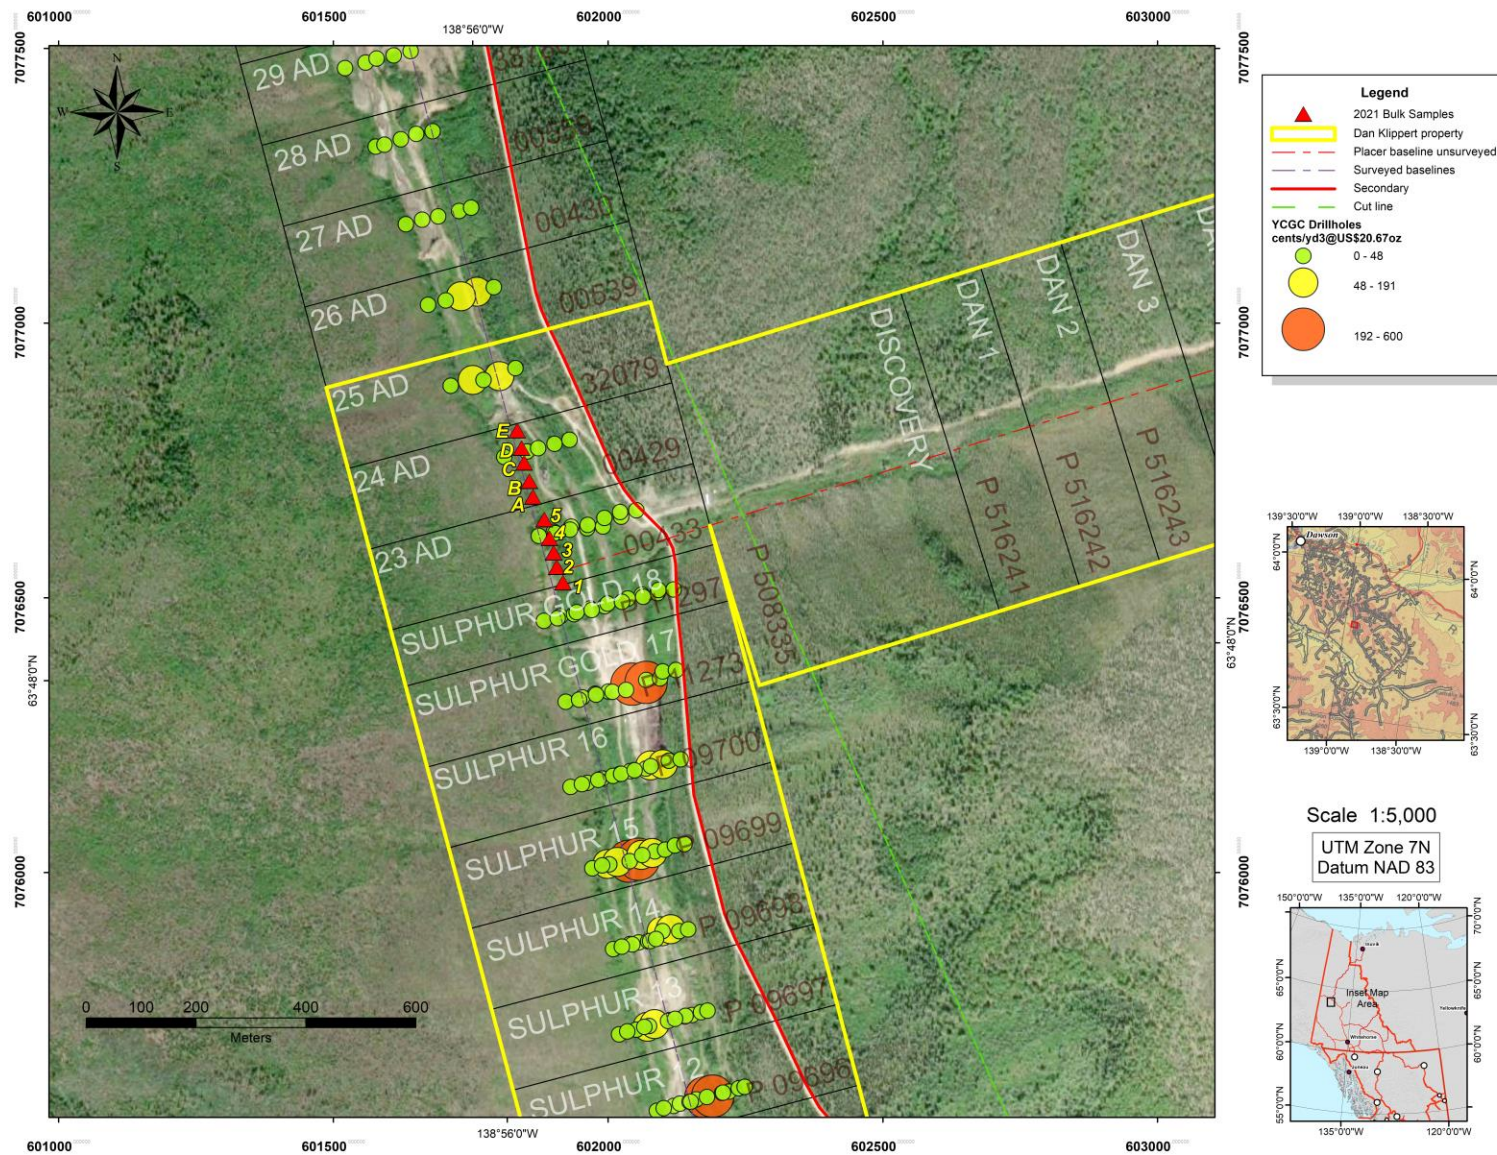 601000
601500
602000
602500
603000
138°56'0"W
7077500
7077000
7076500
63°48'0"N
7076000
N
W
E
S
29 AD
28 AD
00538
27 AD
00430
26 AD
00539
25 AD
32079
24 AD
00429
23 AD
00433
SULPHUR GOLD 18
SULPHUR GOLD 17
P 11273
SULPHUR 16
P 09700
SULPHUR 15
P 09699
SULPHUR 14
P 09698
SULPHUR 13
P 09697
SULPHUR 12
P 09696
E
D
C
B
A
5
4
3
2
1
DISCOVERY
DAN 1
DAN 2
DAN 3
P 508335
P 516241
P 516242
P 516243
0 100 200 400 600
Meters
601000
601500
138°56'0"W
602000
602500
603000
7077500
7077000
7076500
63°48'0"N
7076000
Legend
2021 Bulk Samples
Dan Klippert property
Placer baseline unsurveyed
Surveyed baselines
Secondary
Cut line
YCGC Drillholes
cents/yd3@US$20.67oz
0 - 48
48 - 191
192 - 600
139°30'0"W 139°0'0"W 138°30'0"W
Dawson
64°0'0"N
64°0'0"N
63°30'0"N
63°30'0"N
139°0'0"W 138°30'0"W
Scale 1:5,000
UTM Zone 7N
Datum NAD 83
150°0'0"W 135°0'0"W 120°0'0"W
70°0'0"N
65°0'0"N
65°0'0"N
60°0'0"N
60°0'0"N
55°0'0"N
Inuvik
Inset Map
Area
Yellowknife
Whitehorse
Juneau
135°0'0"W 120°0'0"W